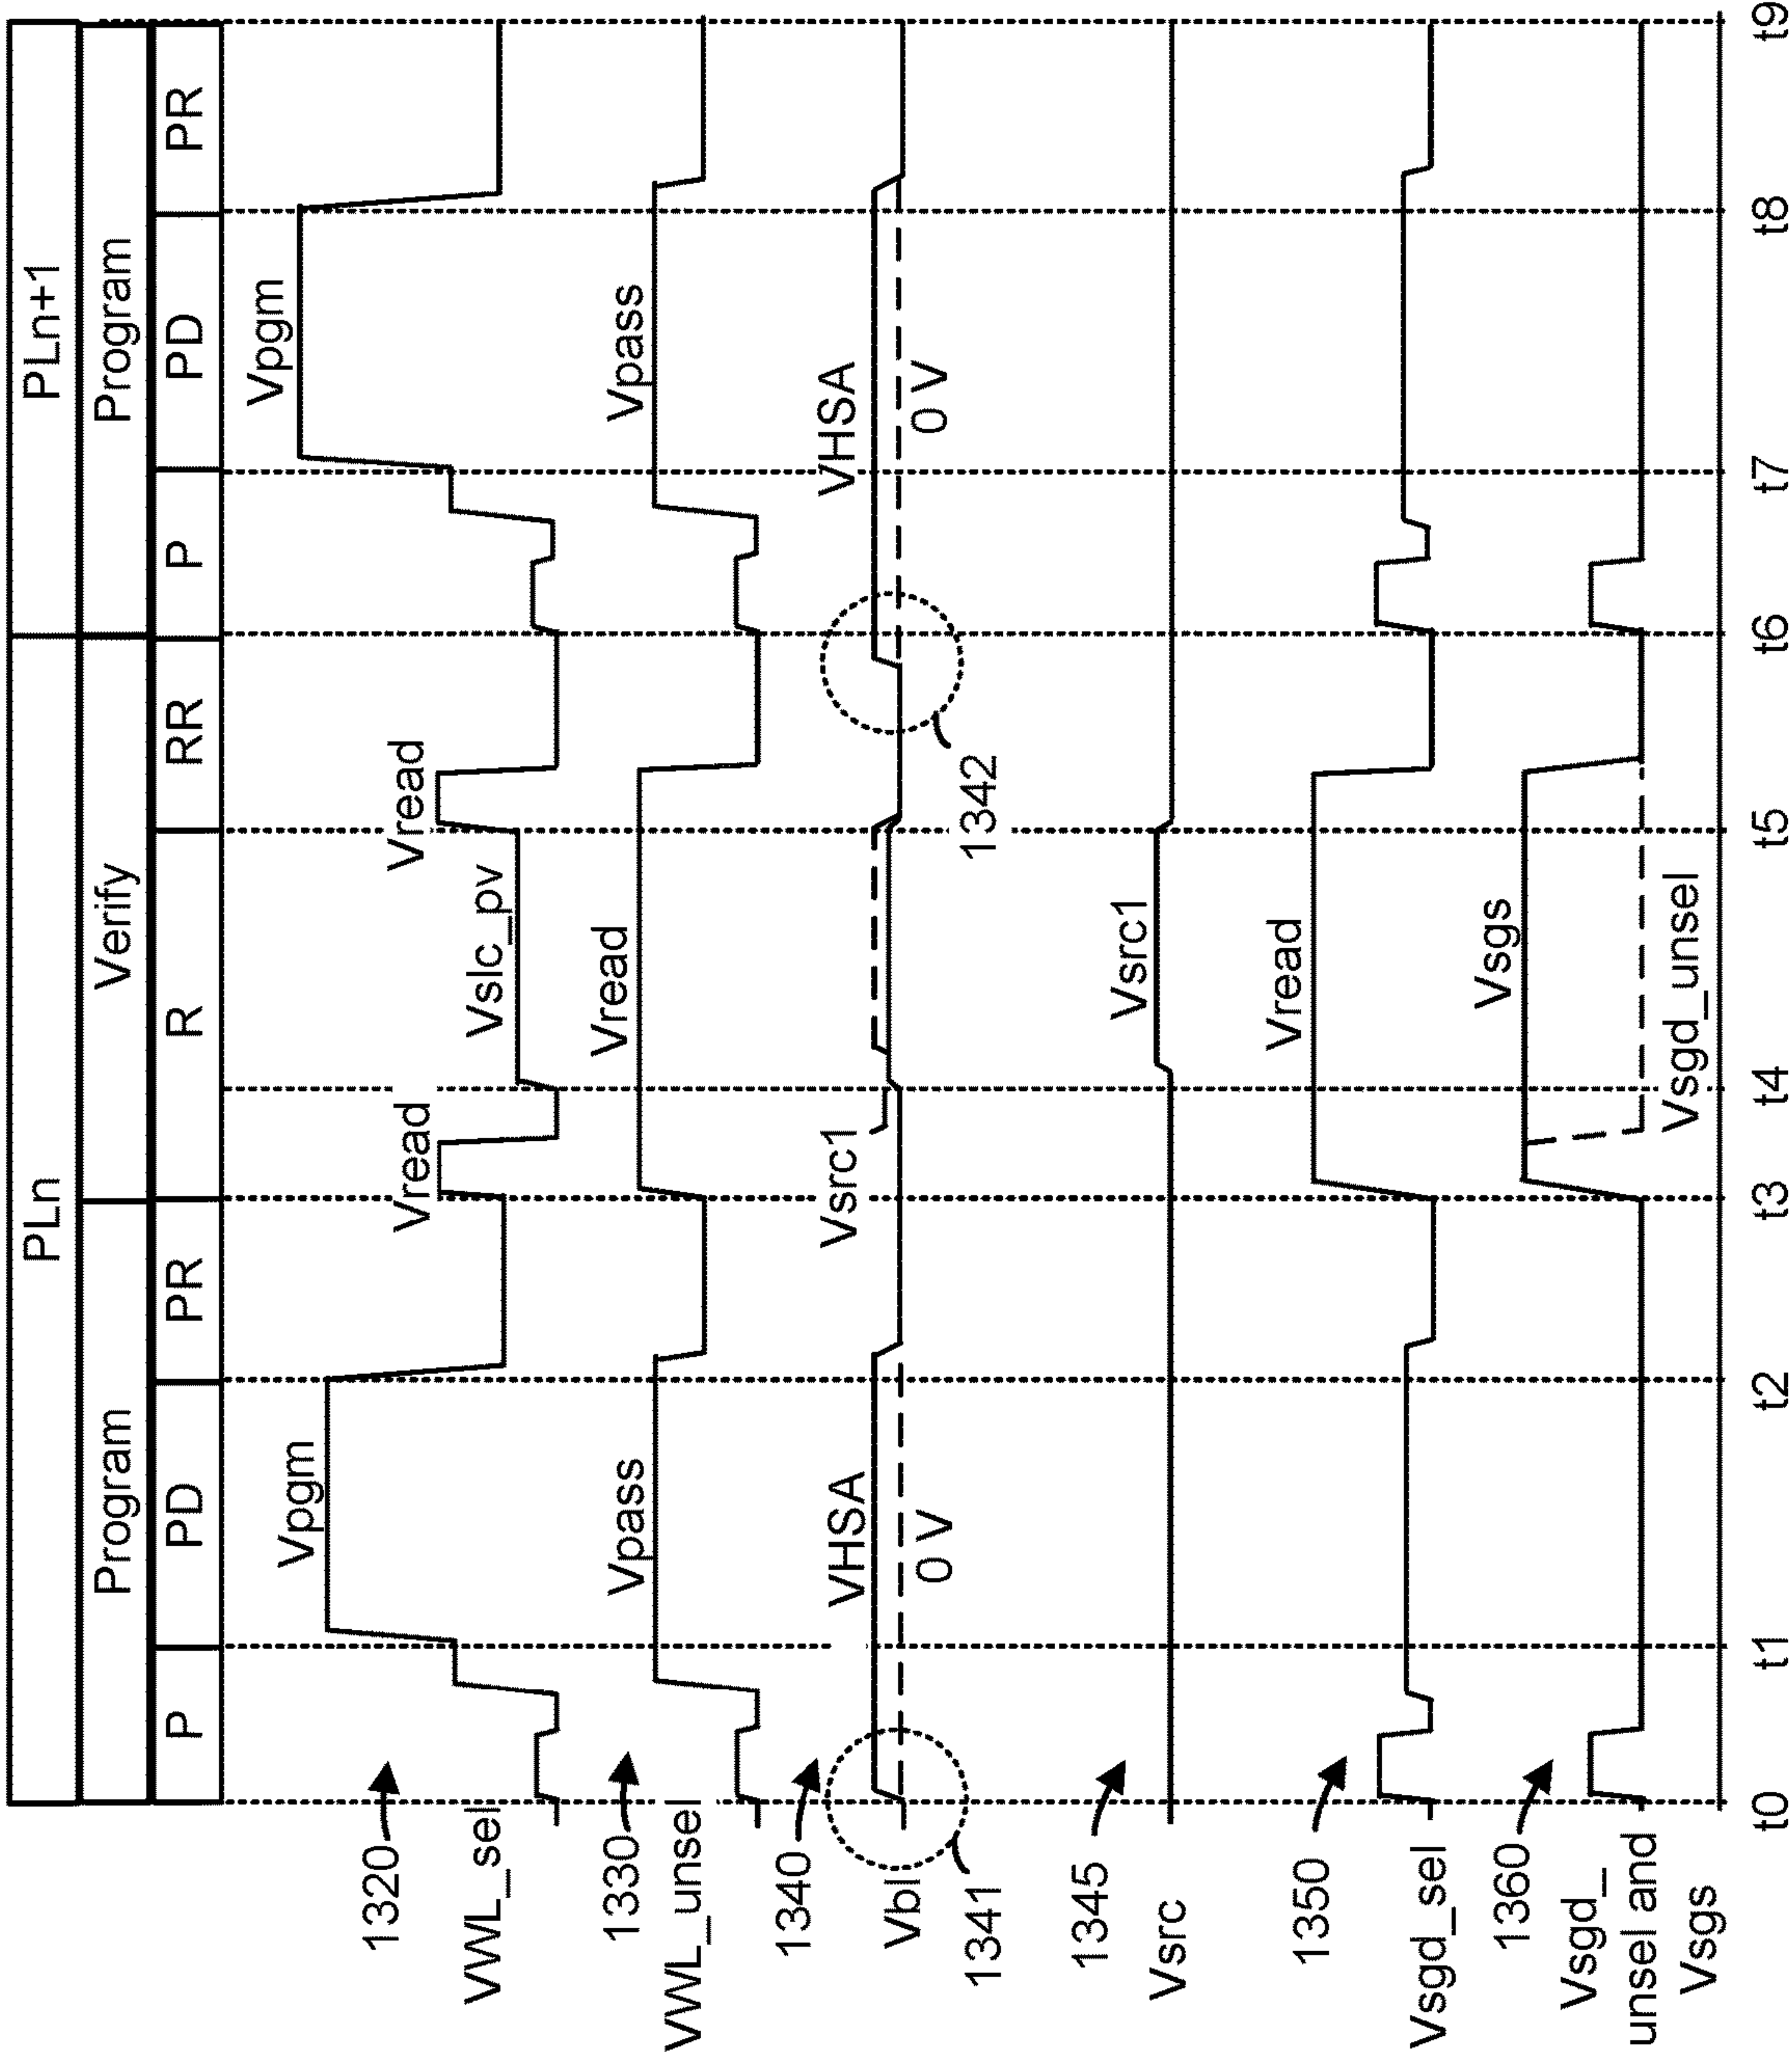 PLn
PLn+1
Program
Verify
Program
P
PD
PR
R
RR
P
PD
PR
1320
VWL_sel
Vpgm
Vread
Vslc_pv
Vread
Vpgm
1330
VWL_unsel
Vpass
Vread
Vpass
1340
Vbl
1341
VHSA
0 V
Vsrc1
1342
VHSA
0 V
1345
Vsrc
Vsrc1
1350
Vsgd_sel
Vread
1360
Vsgd_
unsel and
Vsgs
Vsgs
Vsgd_unsel
t0
t1
t2
t3
t4
t5
t6
t7
t8
t9